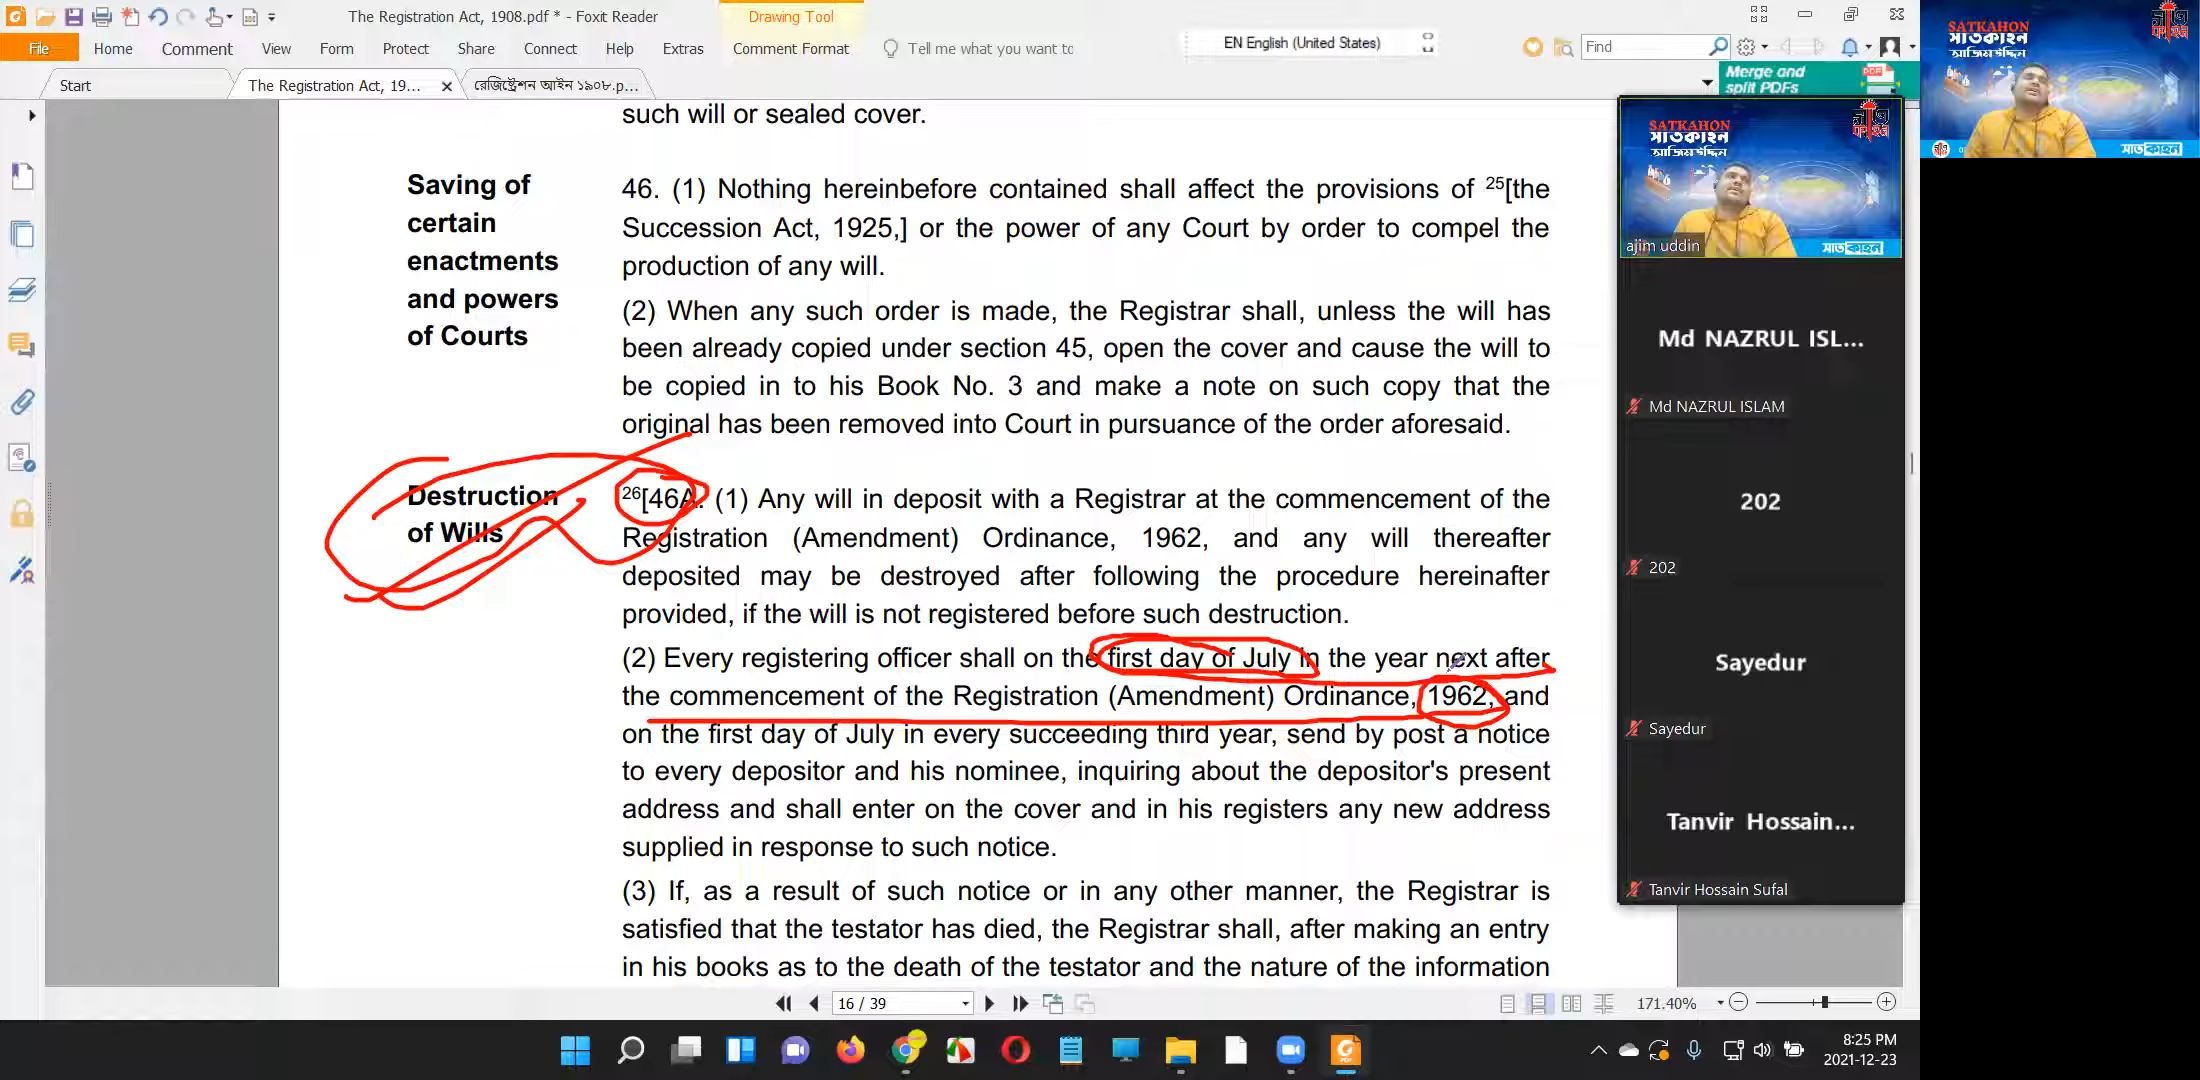 The Registration Act, 1908.pdf * - Foxit Reader
Drawing Tool
File Home Comment View Form Protect Share Connect Help Extras Comment Format Tell me what you want to
EN English (United States)
Find
Start
The Registration Act, 19...
রেজিষ্ট্রেশন আইন ১৯০৮.p...
Merge and
split PDFs
such will or sealed cover.
Saving of
certain
enactments
and powers
of Courts
46. (1) Nothing hereinbefore contained shall affect the provisions of 25[the
Succession Act, 1925,] or the power of any Court by order to compel the
production of any will.
(2) When any such order is made, the Registrar shall, unless the will has
been already copied under section 45, open the cover and cause the will to
be copied in to his Book No. 3 and make a note on such copy that the
original has been removed into Court in pursuance of the order aforesaid.
Destruction
of Wills
26[46A. (1) Any will in deposit with a Registrar at the commencement of the
Registration (Amendment) Ordinance, 1962, and any will thereafter
deposited may be destroyed after following the procedure hereinafter
provided, if the will is not registered before such destruction.
(2) Every registering officer shall on the first day of July in the year next after
the commencement of the Registration (Amendment) Ordinance, 1962, and
on the first day of July in every succeeding third year, send by post a notice
to every depositor and his nominee, inquiring about the depositor's present
address and shall enter on the cover and in his registers any new address
supplied in response to such notice.
(3) If, as a result of such notice or in any other manner, the Registrar is
satisfied that the testator has died, the Registrar shall, after making an entry
in his books as to the death of the testator and the nature of the information
16 / 39
171.40%
SATKAHON
সাতকাহন
আজিম উদ্দিন
ajim uddin
সাতকাহন
Md NAZRUL ISL...
Md NAZRUL ISLAM
202
202
Sayedur
Sayedur
Tanvir Hossain...
Tanvir Hossain Sufal
SATKAHON
সাতকাহন
আজিম উদ্দিন
সাতকাহন
8:25 PM
2021-12-23